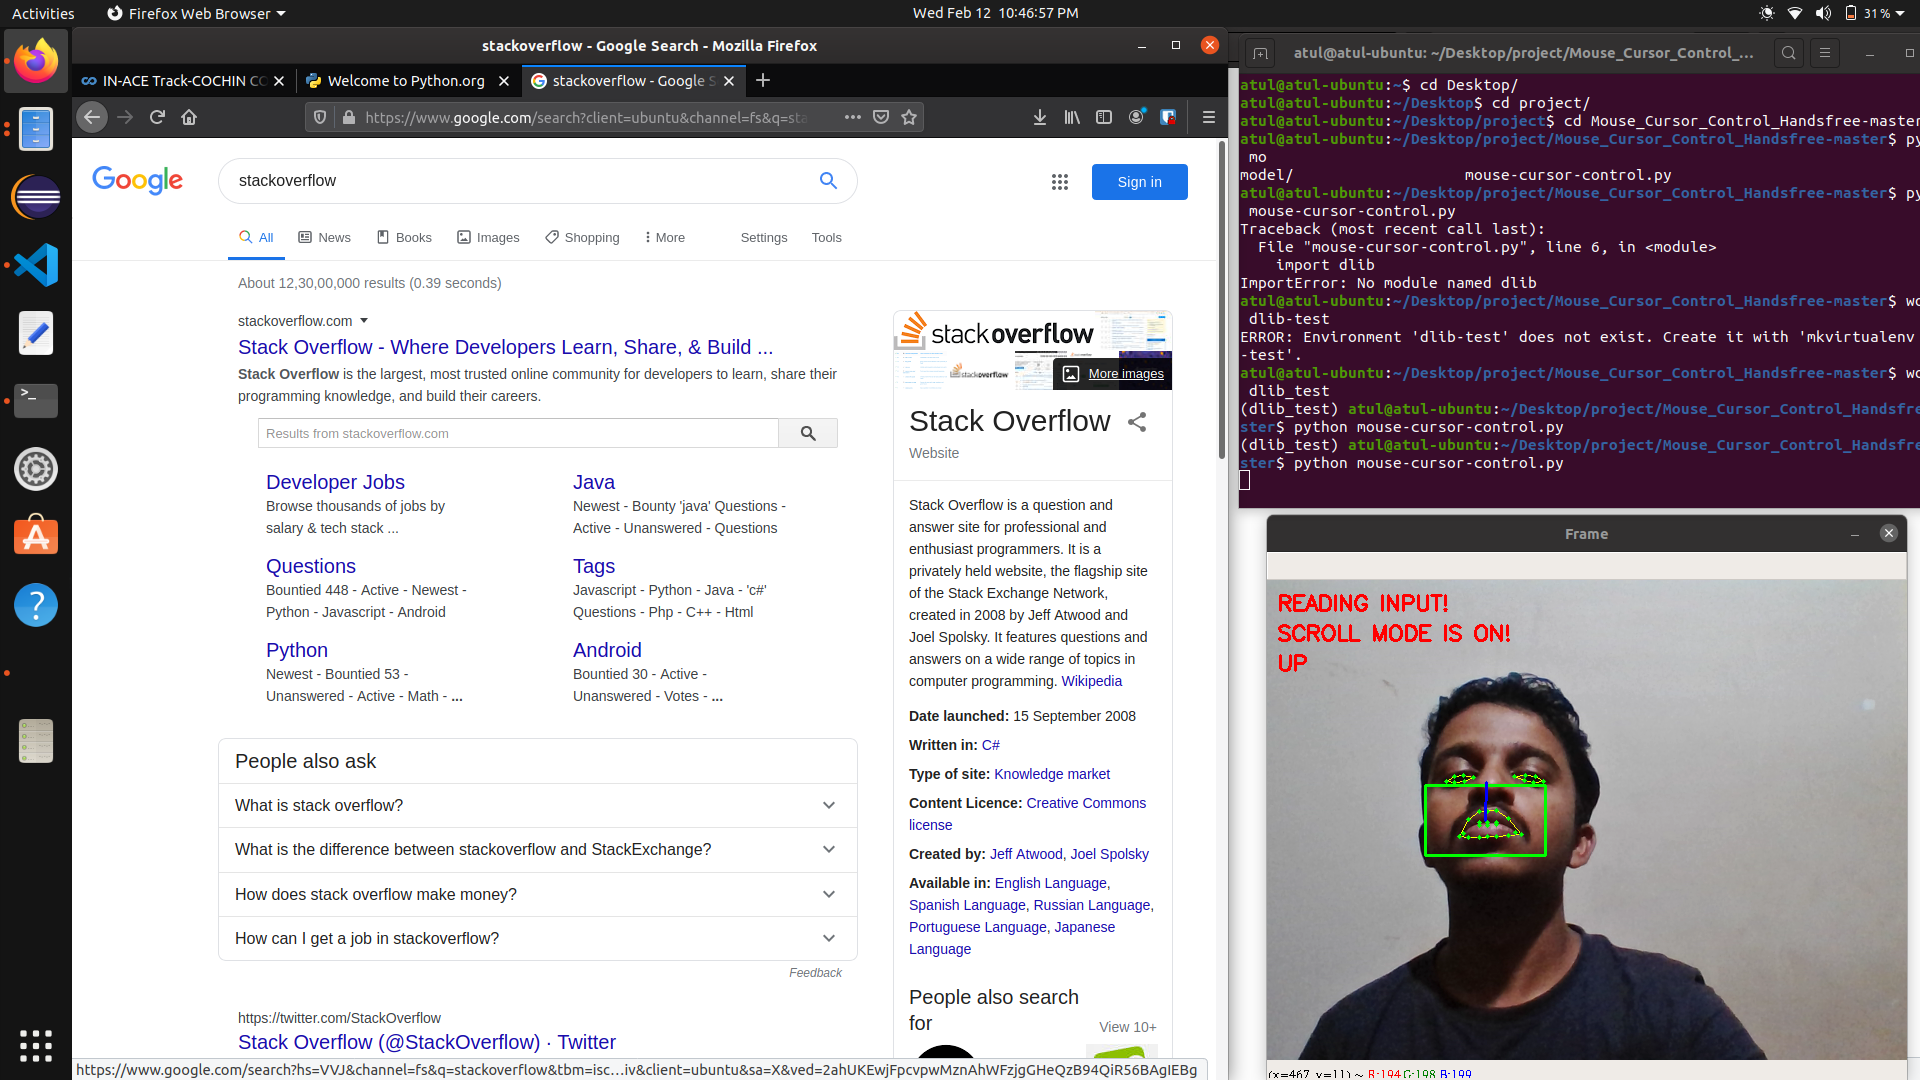 Activities
Firefox Web Browser
Wed Feb 12 10:46:57 PM
31 %
stackoverflow - Google Search - Mozilla Firefox
IN-ACE Track-COCHIN CO
Welcome to Python.org
stackoverflow - Google S
https://www.google.com/search?client=ubuntu&channel=fs&q=sta
Google
stackoverflow
Sign in
All
News
Books
Images
Shopping
More
Settings
Tools
About 12,30,00,000 results (0.39 seconds)
stackoverflow.com
Stack Overflow - Where Developers Learn, Share, & Build ...
Stack Overflow is the largest, most trusted online community for developers to learn, share their
programming knowledge, and build their careers.
Results from stackoverflow.com
Developer Jobs
Browse thousands of jobs by
salary & tech stack ...
Java
Newest - Bounty 'java' Questions -
Active - Unanswered - Questions
Questions
Bountied 448 - Active - Newest -
Python - Javascript - Android
Tags
Javascript - Python - Java - 'c#'
Questions - Php - C++ - Html
Python
Newest - Bountied 53 -
Unanswered - Active - Math - ...
Android
Bountied 30 - Active -
Unanswered - Votes - ...
People also ask
What is stack overflow?
What is the difference between stackoverflow and StackExchange?
How does stack overflow make money?
How can I get a job in stackoverflow?
Feedback
https://twitter.com/StackOverflow
Stack Overflow (@StackOverflow) · Twitter
https://www.google.com/search?hs=VVJ&channel=fs&q=stackoverflow&tbm=isc…iv&client=ubuntu&sa=X&ved=2ahUKEwjFpcvpwMznAhWFzjgGHeQzB94QiR56BAgIEBg
stackoverflow
stackoverflow
More images
Stack Overflow
Website
Stack Overflow is a question and
answer site for professional and
enthusiast programmers. It is a
privately held website, the flagship site
of the Stack Exchange Network,
created in 2008 by Jeff Atwood and
Joel Spolsky. It features questions and
answers on a wide range of topics in
computer programming. Wikipedia
Date launched: 15 September 2008
Written in: C#
Type of site: Knowledge market
Content Licence: Creative Commons
license
Created by: Jeff Atwood, Joel Spolsky
Available in: English Language,
Spanish Language, Russian Language,
Portuguese Language, Japanese
Language
People also search
for
View 10+
atul@atul-ubuntu: ~/Desktop/project/Mouse_Cursor_Control_...
atul@atul-ubuntu:~$ cd Desktop/
atul@atul-ubuntu:~/Desktop$ cd project/
atul@atul-ubuntu:~/Desktop/project$ cd Mouse_Cursor_Control_Handsfree-master
atul@atul-ubuntu:~/Desktop/project/Mouse_Cursor_Control_Handsfree-master$ py
mo
model/ mouse-cursor-control.py
atul@atul-ubuntu:~/Desktop/project/Mouse_Cursor_Control_Handsfree-master$ py
mouse-cursor-control.py
Traceback (most recent call last):
File "mouse-cursor-control.py", line 6, in <module>
import dlib
ImportError: No module named dlib
atul@atul-ubuntu:~/Desktop/project/Mouse_Cursor_Control_Handsfree-master$ wo
dlib-test
ERROR: Environment 'dlib-test' does not exist. Create it with 'mkvirtualenv
-test'.
atul@atul-ubuntu:~/Desktop/project/Mouse_Cursor_Control_Handsfree-master$ wo
dlib_test
(dlib_test) atul@atul-ubuntu:~/Desktop/project/Mouse_Cursor_Control_Handsfre
ster$ python mouse-cursor-control.py
(dlib_test) atul@atul-ubuntu:~/Desktop/project/Mouse_Cursor_Control_Handsfre
ster$ python mouse-cursor-control.py
Frame
READING INPUT!
SCROLL MODE IS ON!
UP
(x=467, y=11) ~ R:194 G:198 B:199